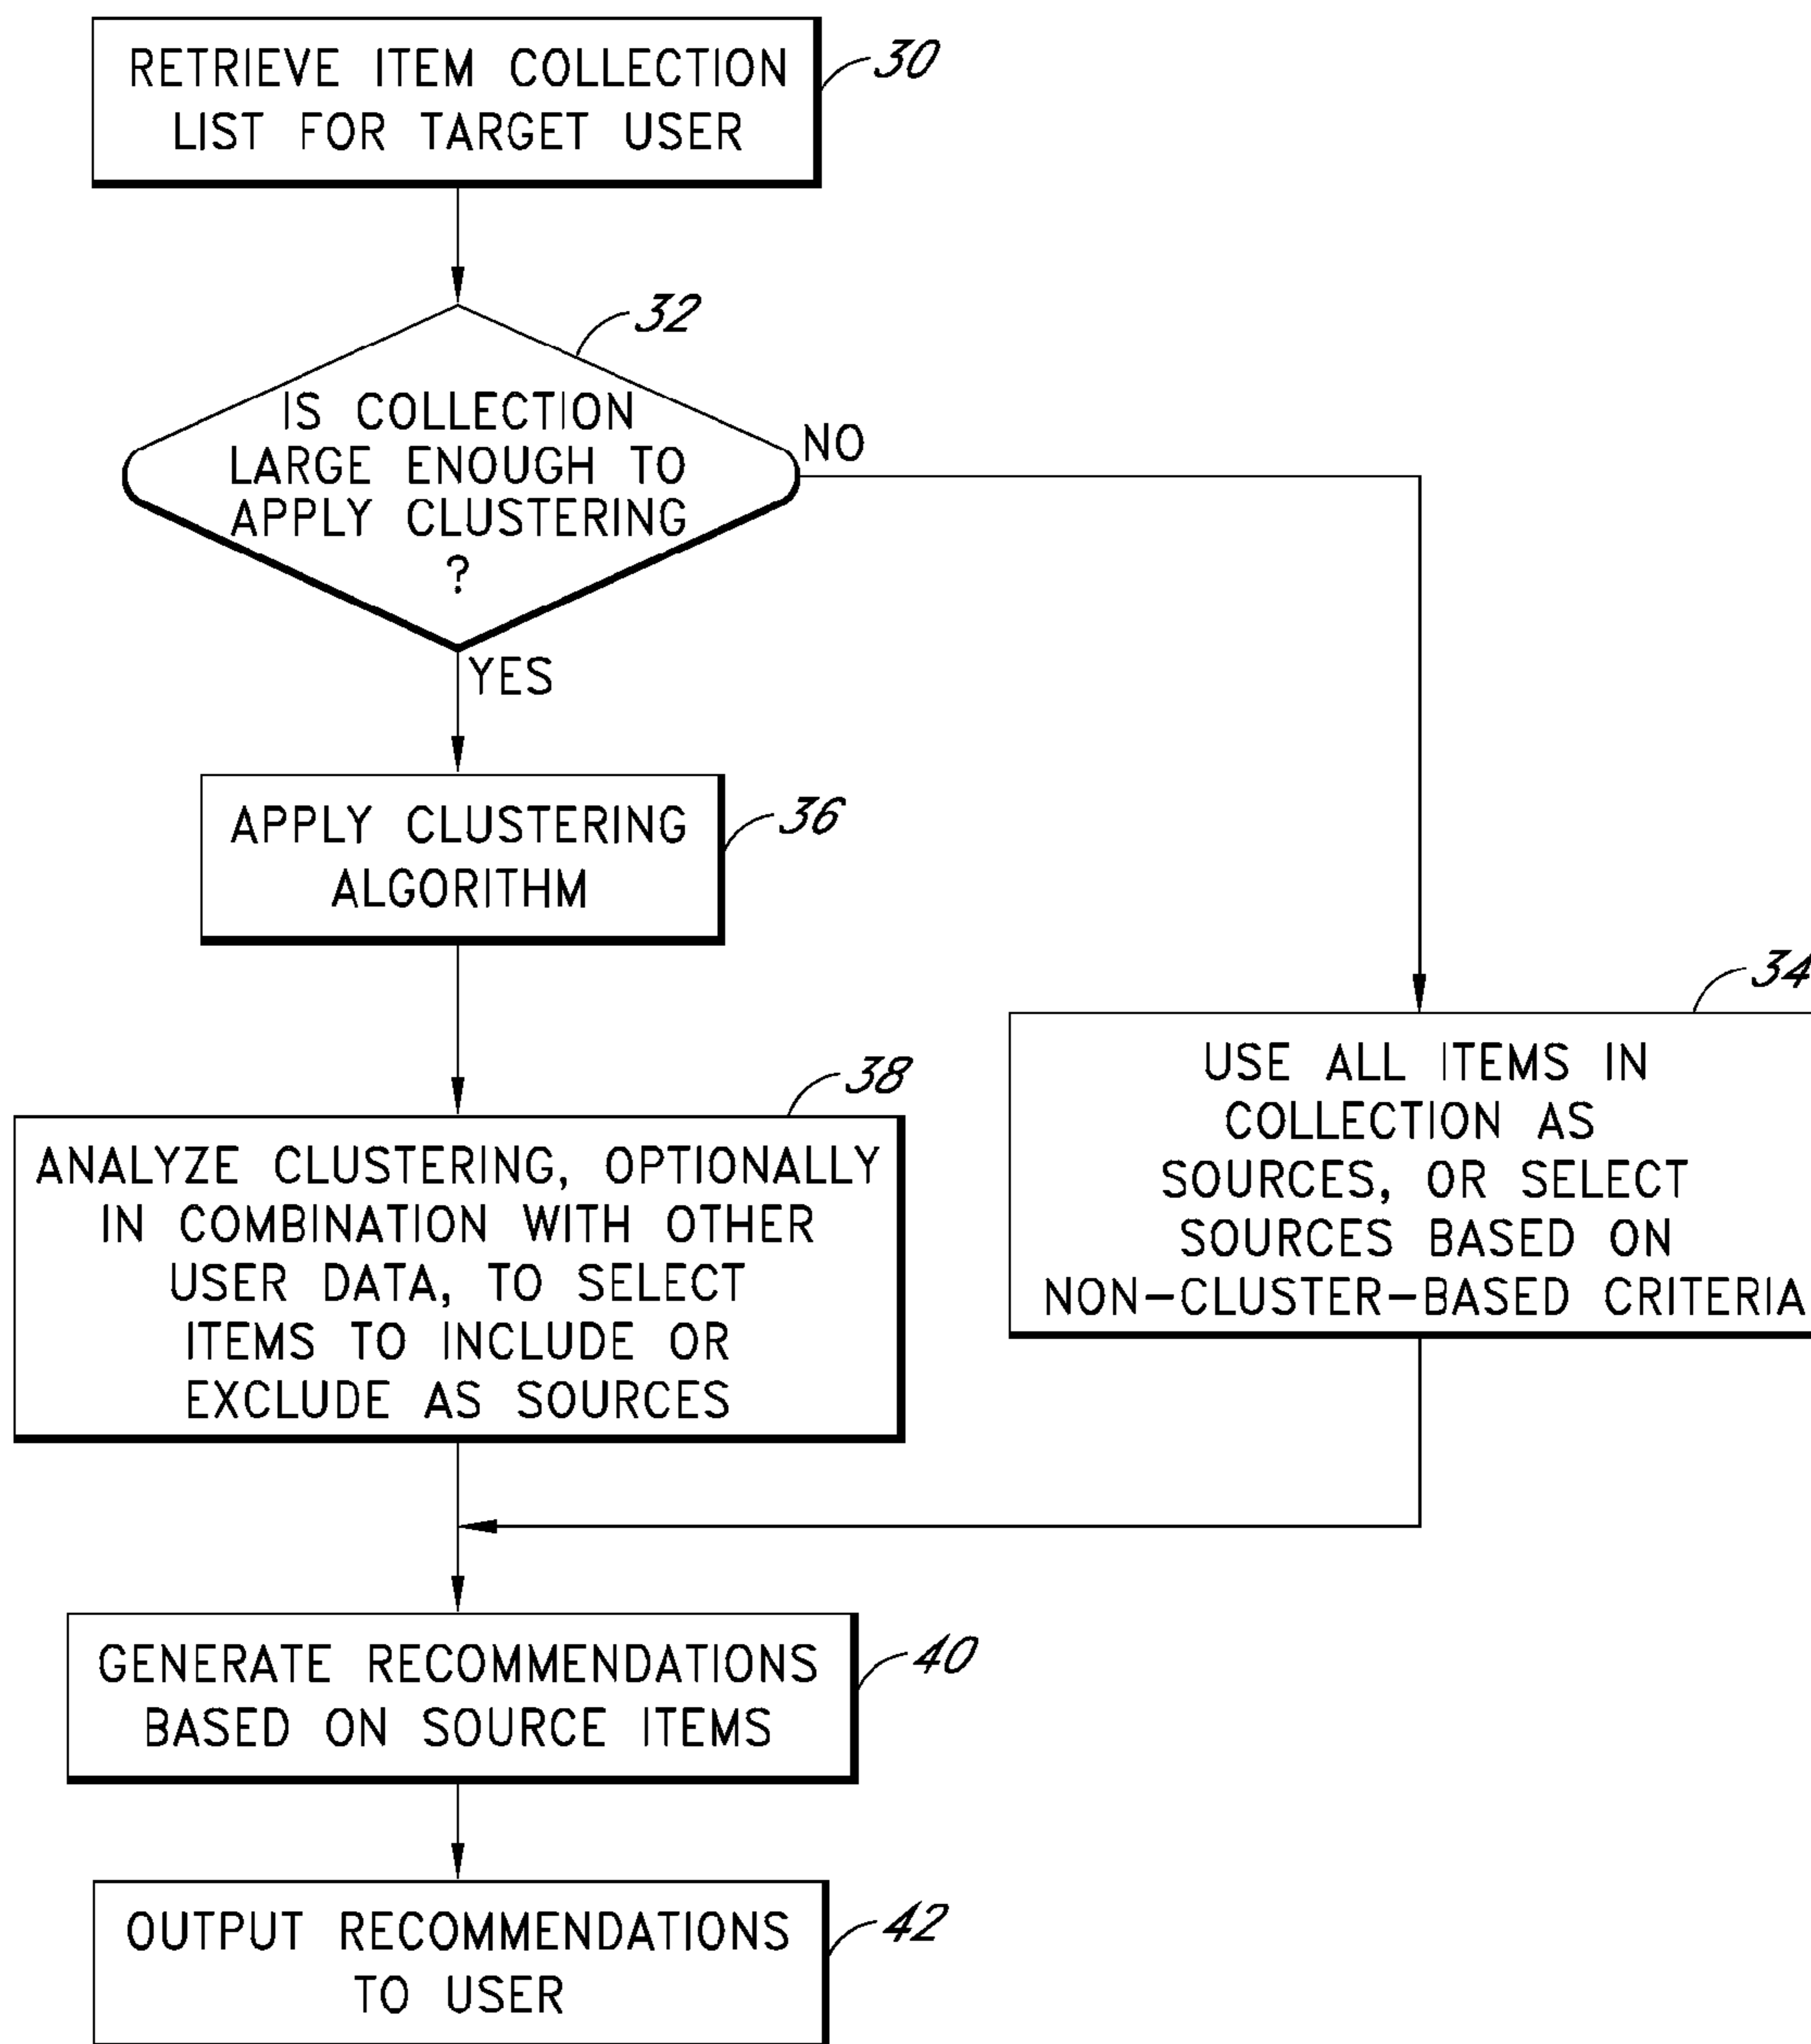 RETRIEVE ITEM COLLECTION
LIST FOR TARGET USER
30
32
IS COLLECTION
LARGE ENOUGH TO
APPLY CLUSTERING
?
NO
YES
APPLY CLUSTERING
ALGORITHM
36
34
USE ALL ITEMS IN
COLLECTION AS
SOURCES, OR SELECT
SOURCES BASED ON
NON-CLUSTER-BASED CRITERIA
38
ANALYZE CLUSTERING, OPTIONALLY
IN COMBINATION WITH OTHER
USER DATA, TO SELECT
ITEMS TO INCLUDE OR
EXCLUDE AS SOURCES
GENERATE RECOMMENDATIONS
BASED ON SOURCE ITEMS
40
OUTPUT RECOMMENDATIONS
TO USER
42